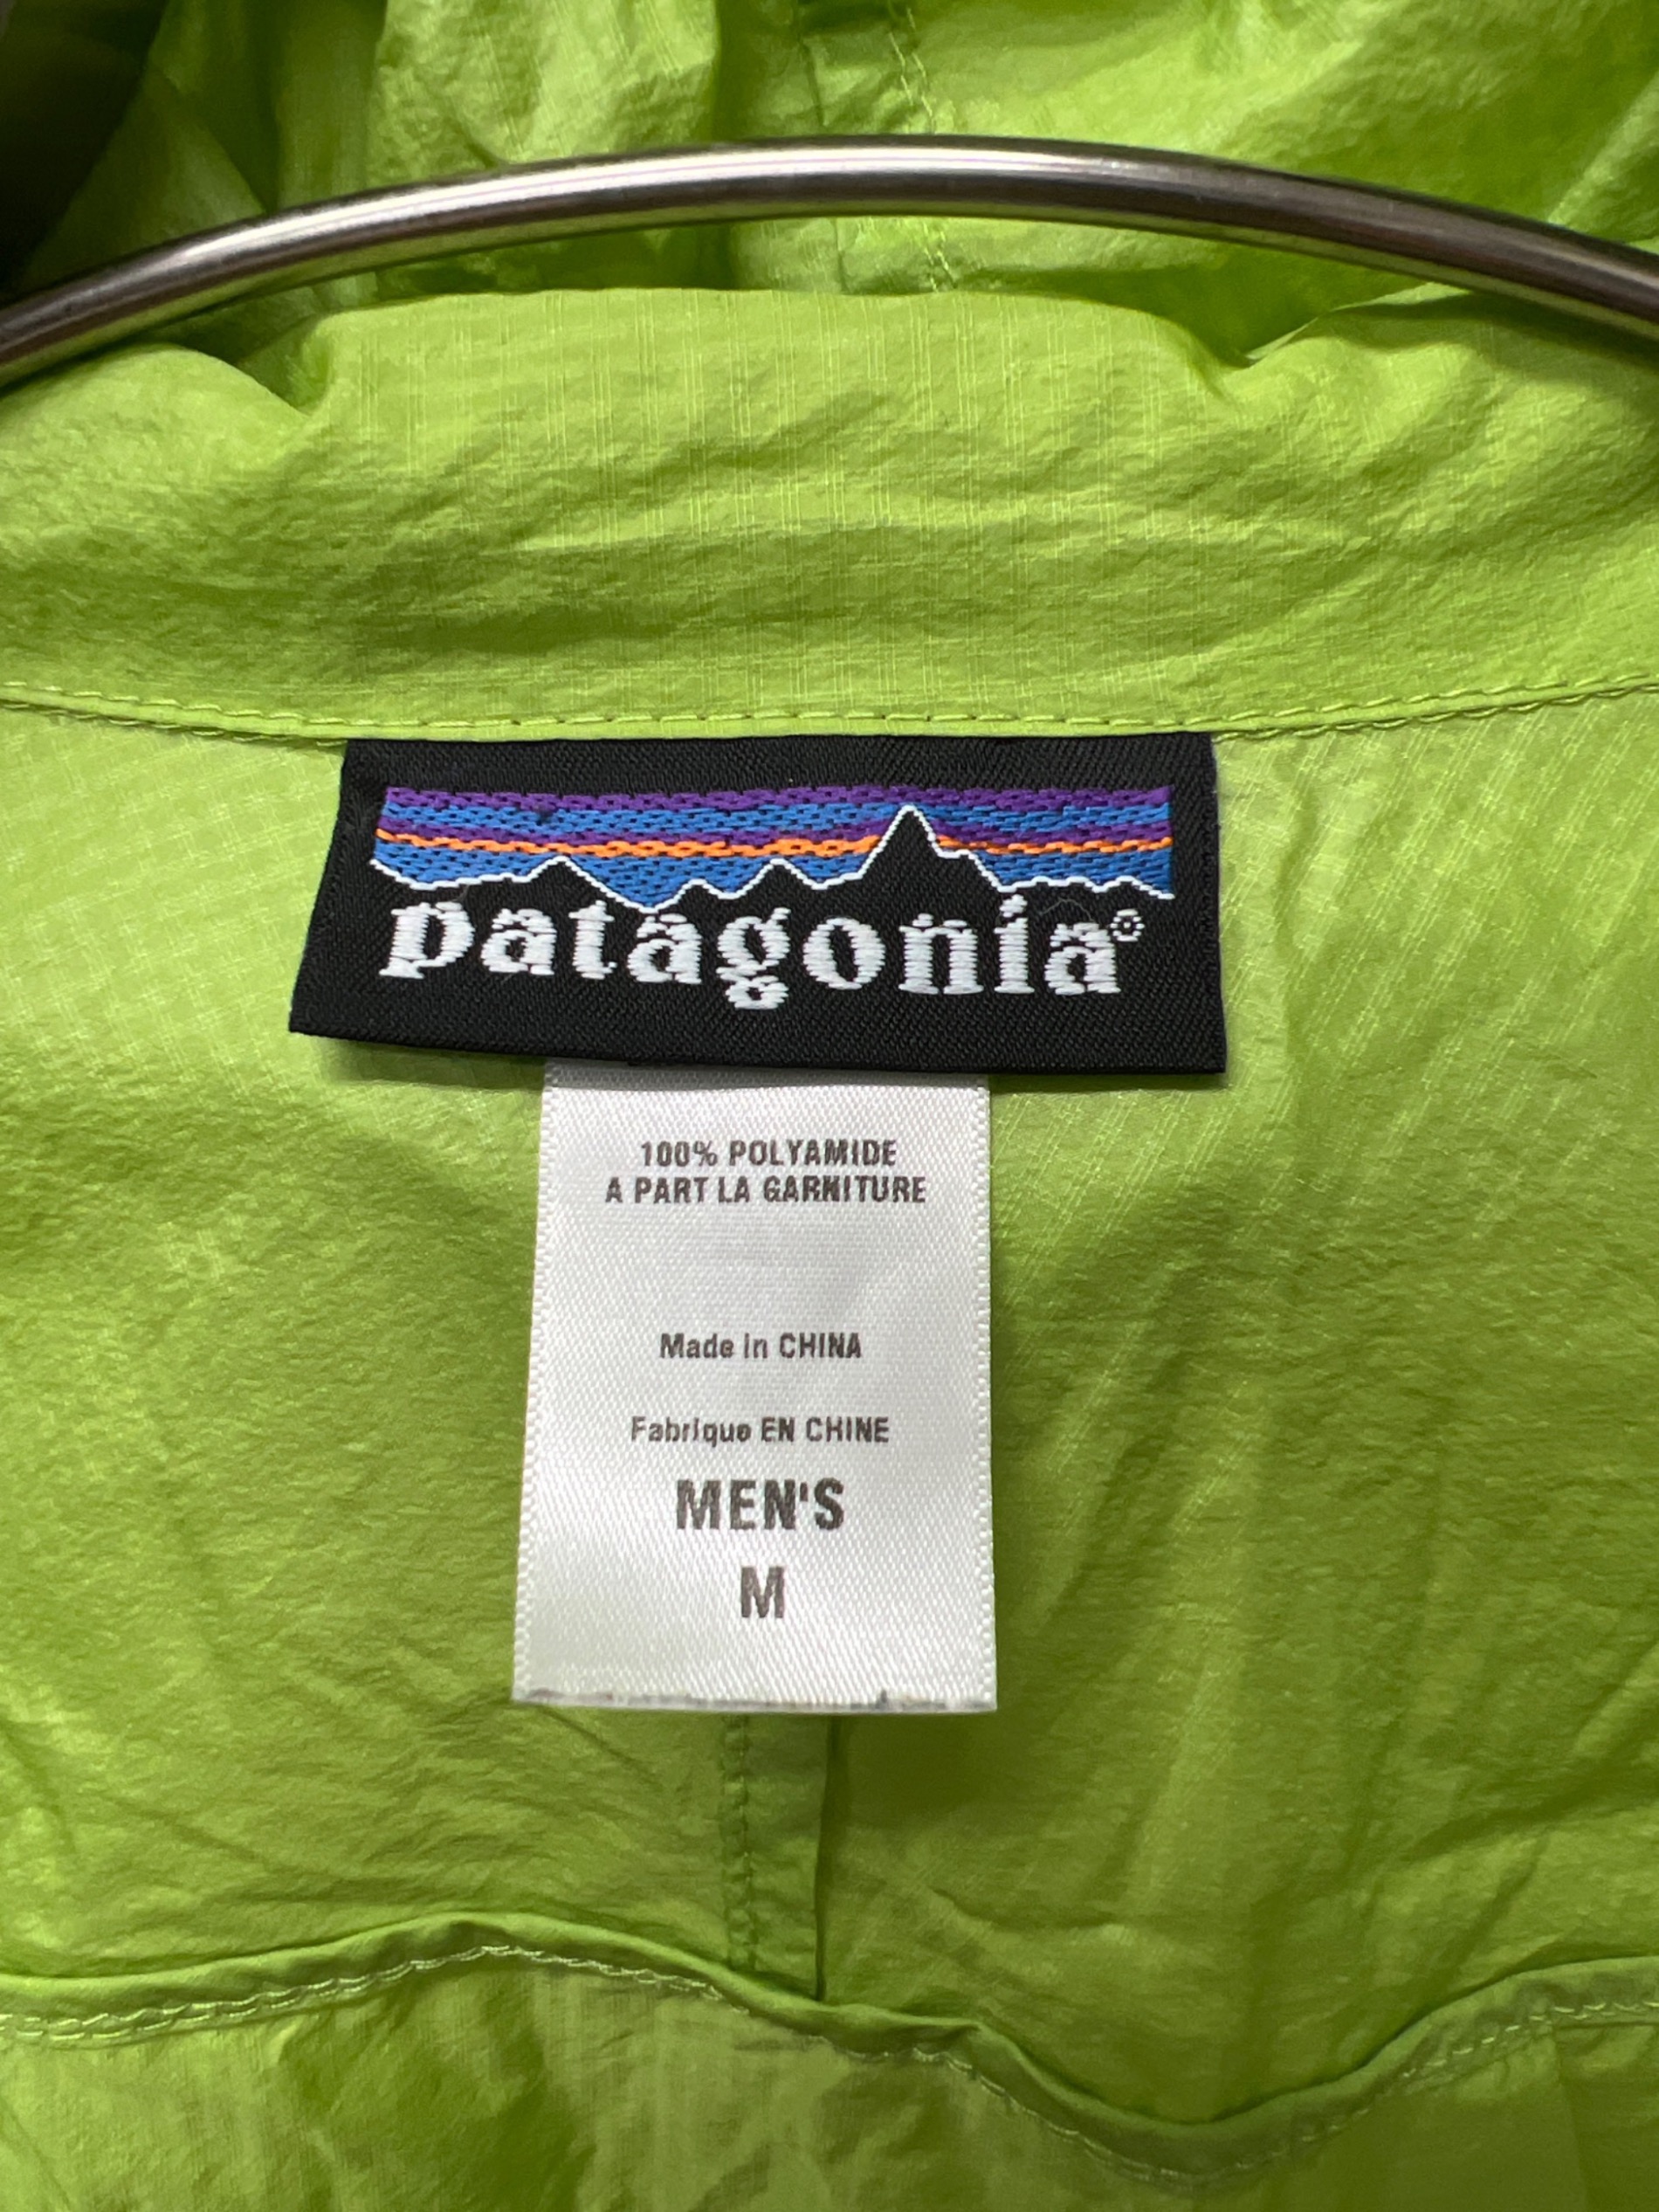 patagonia®
100% POLYAMIDE
A PART LA GARNITURE
Made in CHINA
Fabrique EN CHINE
MEN'S
M